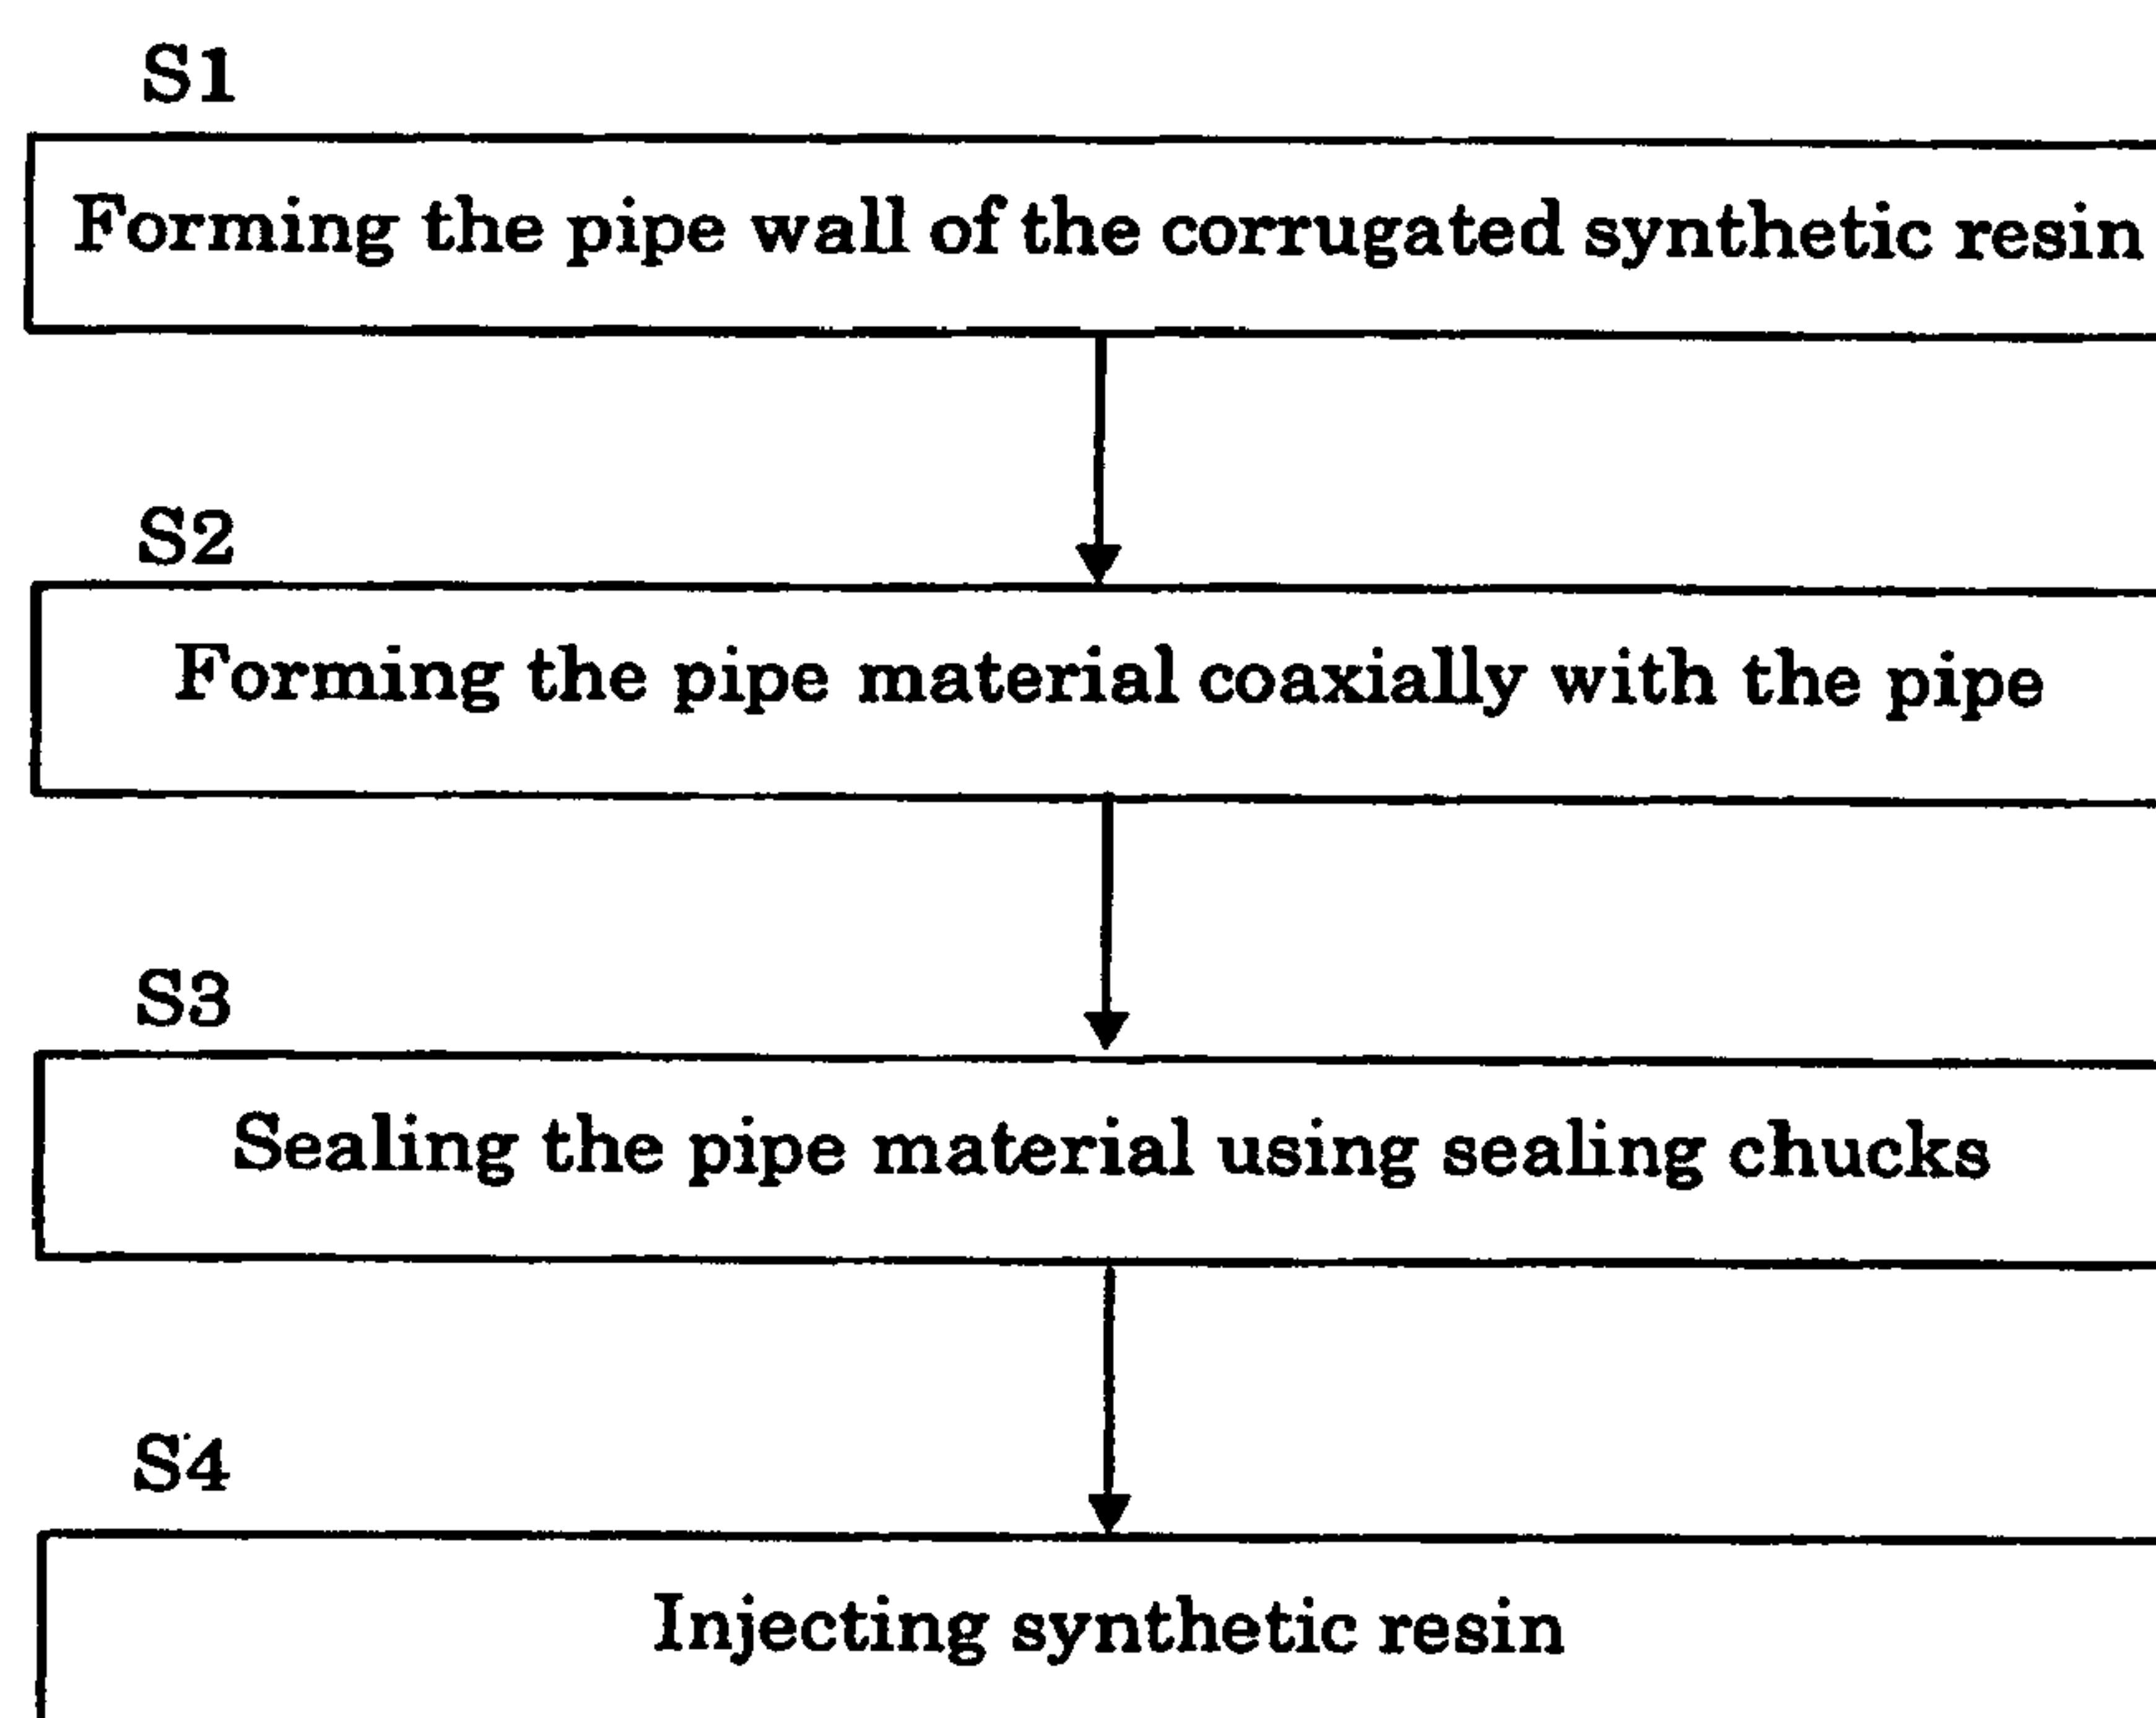 S1
Forming the pipe wall of the corrugated synthetic resin
S2
Forming the pipe material coaxially with the pipe
S3
Sealing the pipe material using sealing chucks
S4
Injecting synthetic resin